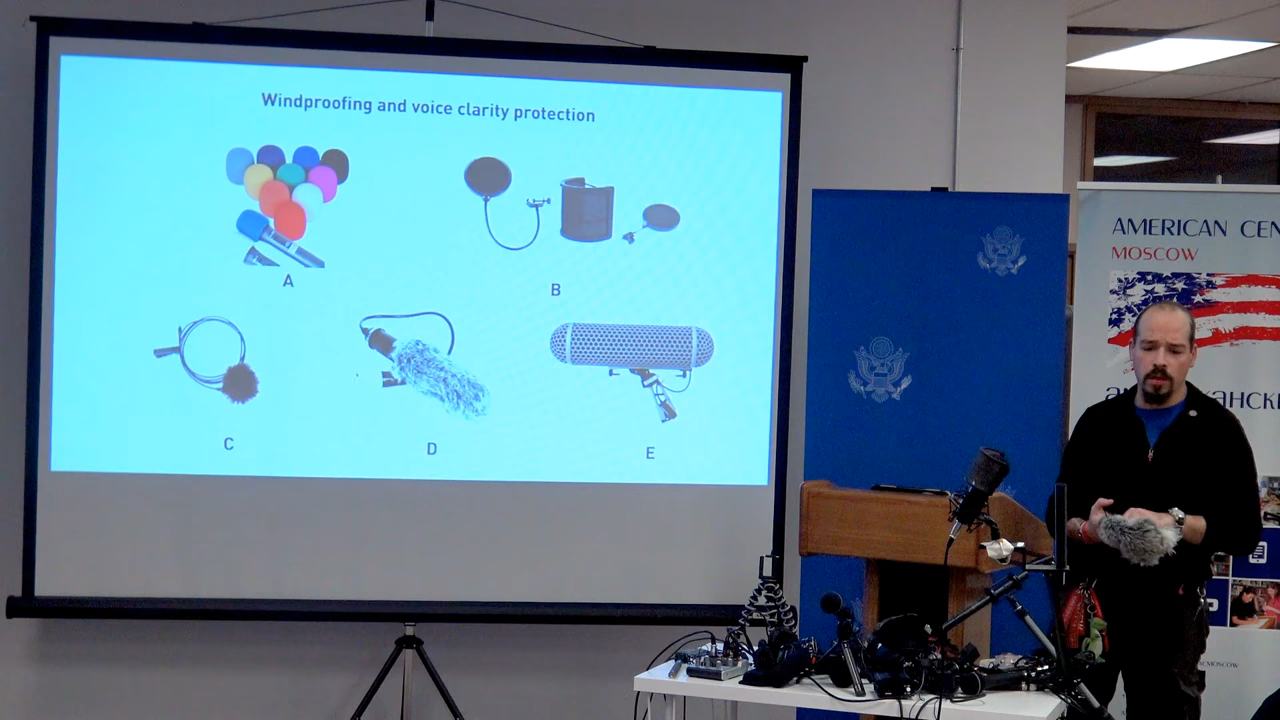 Windproofing and voice clarity protection
A
B
C
D
E
AMERICAN CEN
MOSCOW